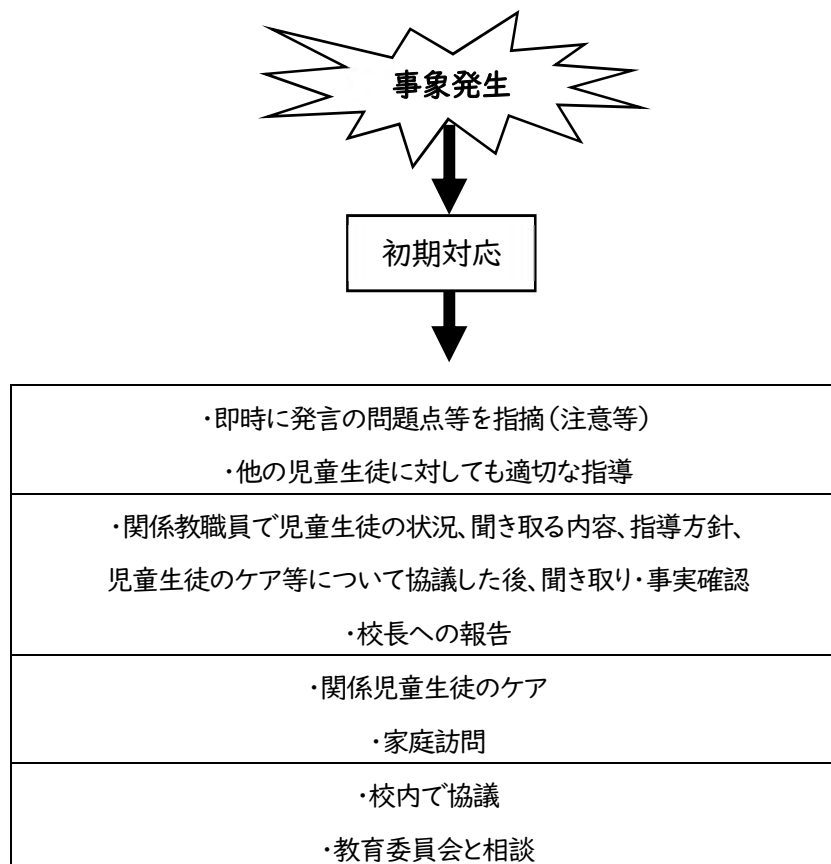 事象発生
初期対応
・即時に発言の問題点等を指摘(注意等)
・他の児童生徒に対しても適切な指導
・関係教職員で児童生徒の状況、聞き取る内容、指導方針、
児童生徒のケア等について協議した後、聞き取り・事実確認
・校長への報告
・関係児童生徒のケア
・家庭訪問
・校内で協議
・教育委員会と相談